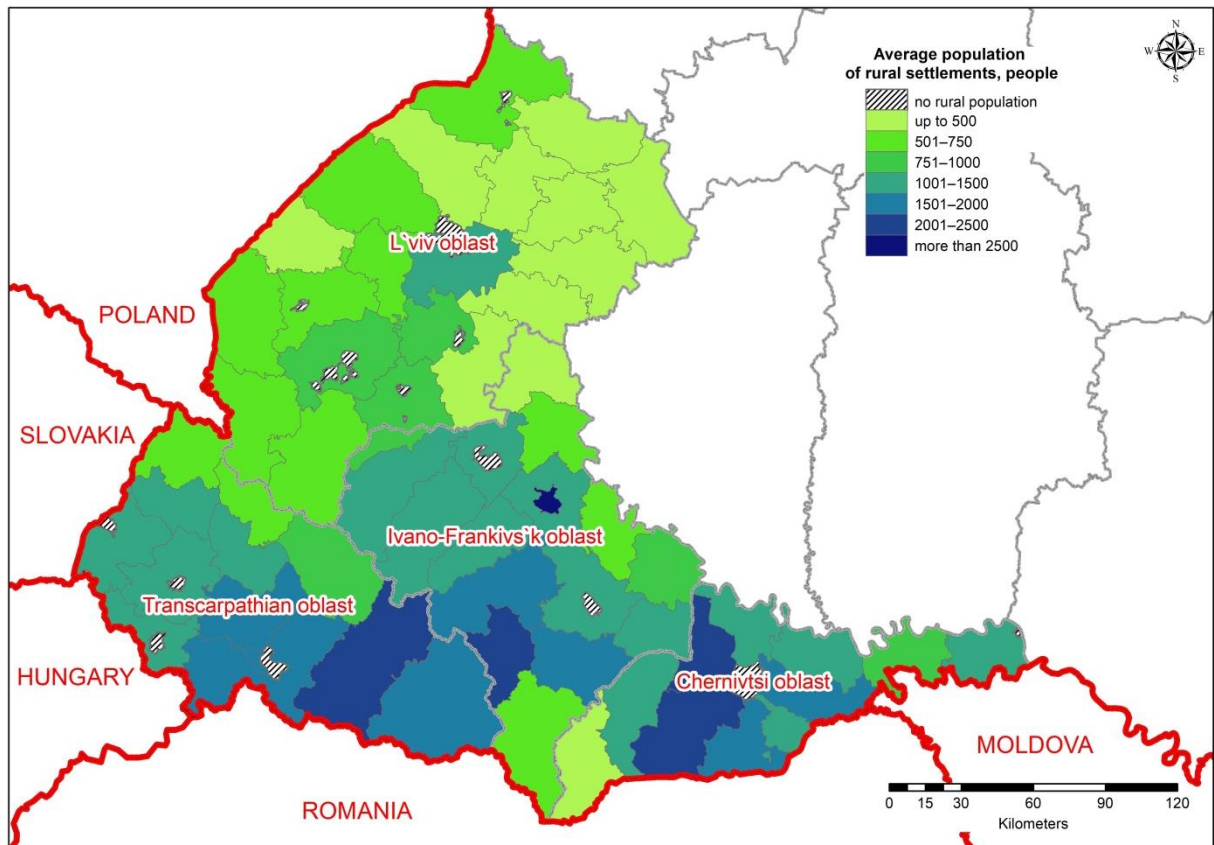 N
W E
S
Average population
of rural settlements, people
no rural population
up to 500
501–750
751–1000
1001–1500
1501–2000
2001–2500
more than 2500
L`viv oblast
POLAND
SLOVAKIA
Ivano-Frankivs`k oblast
Transcarpathian oblast
HUNGARY
Chernivtsi oblast
MOLDOVA
ROMANIA
0 15 30 60 90 120
Kilometers